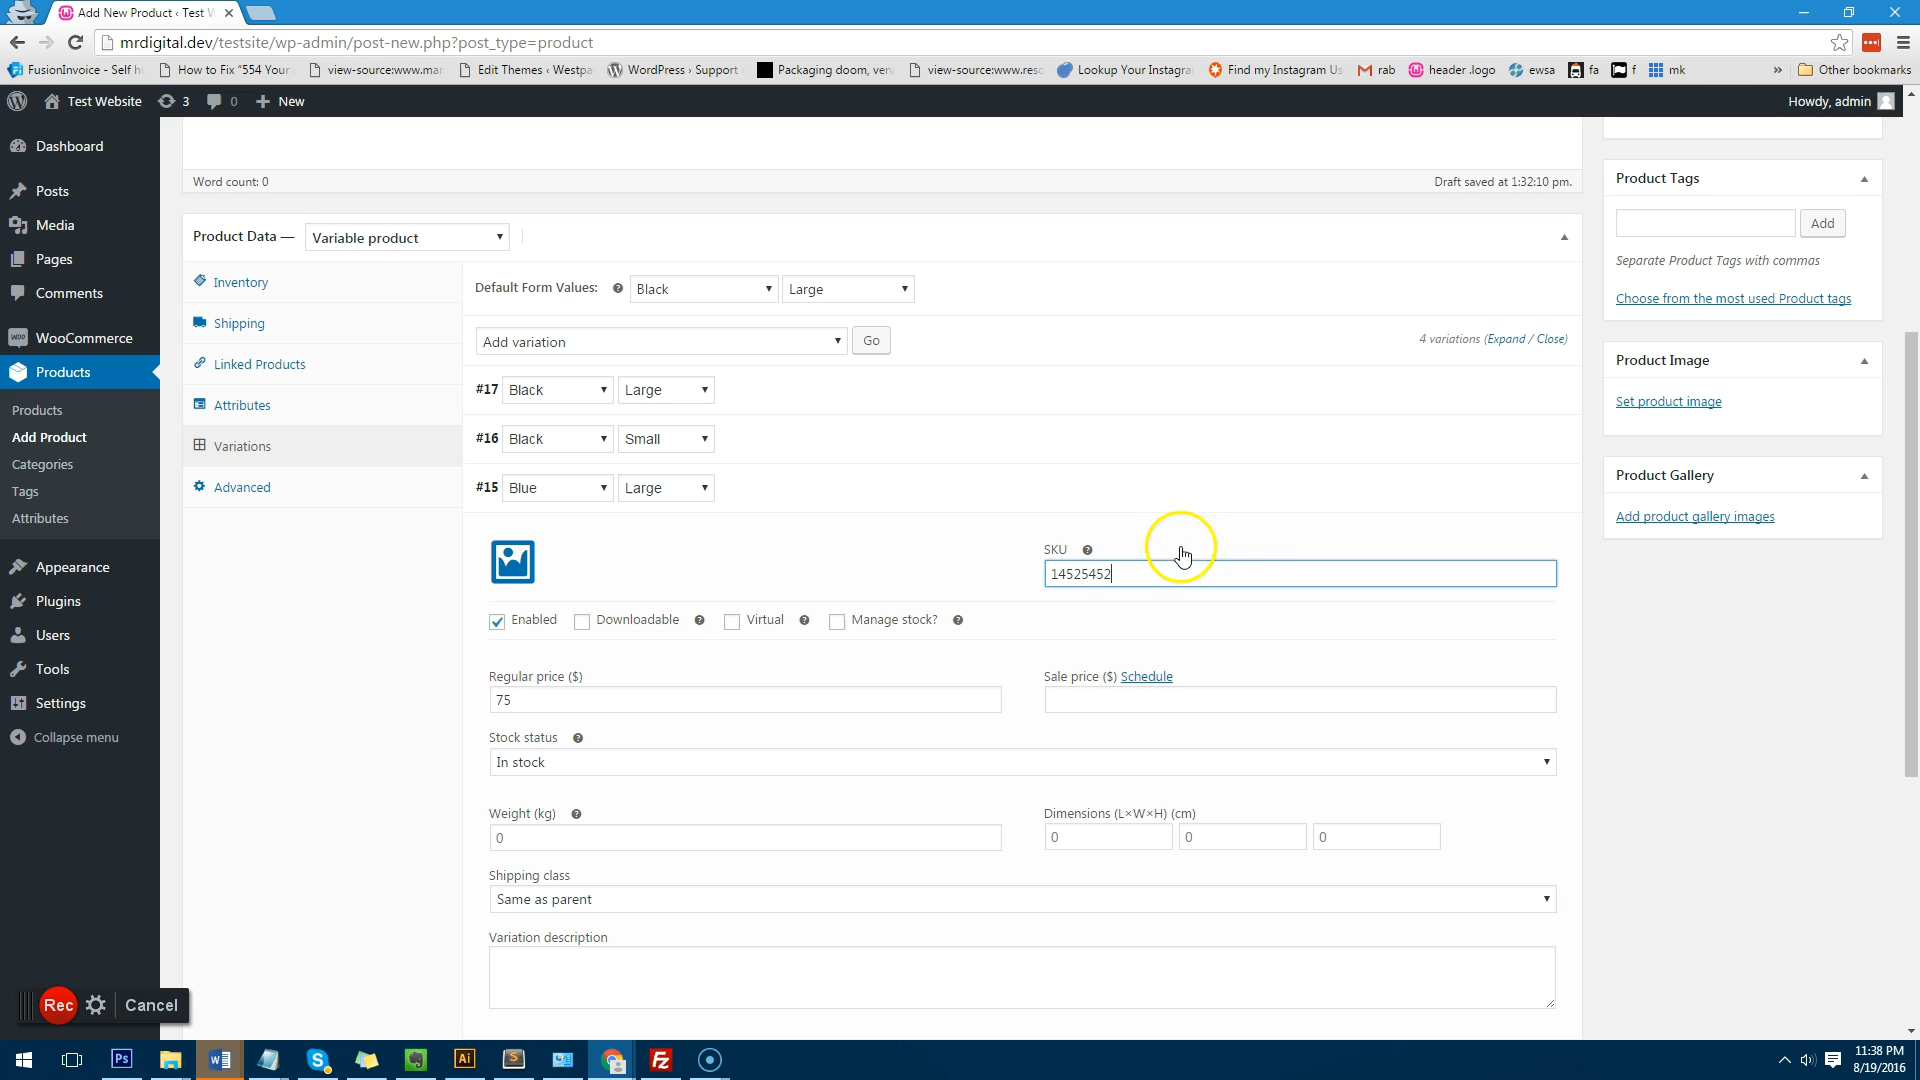 Add New Product ‹ Test W
mrdigital.dev/testsite/wp-admin/post-new.php?post_type=product
FusionInvoice - Self h
How to Fix "554 Your
view-source:www.mar
Edit Themes ‹ Westpa
WordPress › Support
Packaging doom, ver
view-source:www.resc
Lookup Your Instagra
Find my Instagram Us
rab
header .logo
ewsa
fa
f
mk
»
Other bookmarks
Test Website
3
0
New
Howdy, admin
Dashboard
Posts
Media
Pages
Comments
WooCommerce
Products
Products
Add Product
Categories
Tags
Attributes
Appearance
Plugins
Users
Tools
Settings
Collapse menu
Word count: 0
Draft saved at 1:32:10 pm.
Product Data —
Variable product
Inventory
Shipping
Linked Products
Attributes
Variations
Advanced
Default Form Values:
Black
Large
Add variation
Go
4 variations (Expand / Close)
#17 Black Large
#16 Black Small
#15 Blue Large
SKU
14525452
Enabled
Downloadable
Virtual
Manage stock?
Regular price ($)
75
Sale price ($) Schedule
Stock status
In stock
Weight (kg)
0
Dimensions (L×W×H) (cm)
0
0
0
Shipping class
Same as parent
Variation description
Product Tags
Add
Separate Product Tags with commas
Choose from the most used Product tags
Product Image
Set product image
Product Gallery
Add product gallery images
Rec
Cancel
Ps
Ai
S
Fz
11:38 PM
8/19/2016